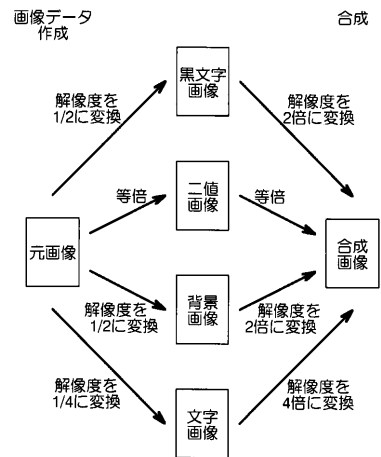 画像データ
作成
合成
黒文字
画像
解像度を
1/2に変換
解像度を
2倍に変換
等倍
二値
画像
等倍
元画像
合成
画像
背景
画像
解像度を
1/2に変換
解像度を
2倍に変換
解像度を
1/4に変換
文字
画像
解像度を
4倍に変換